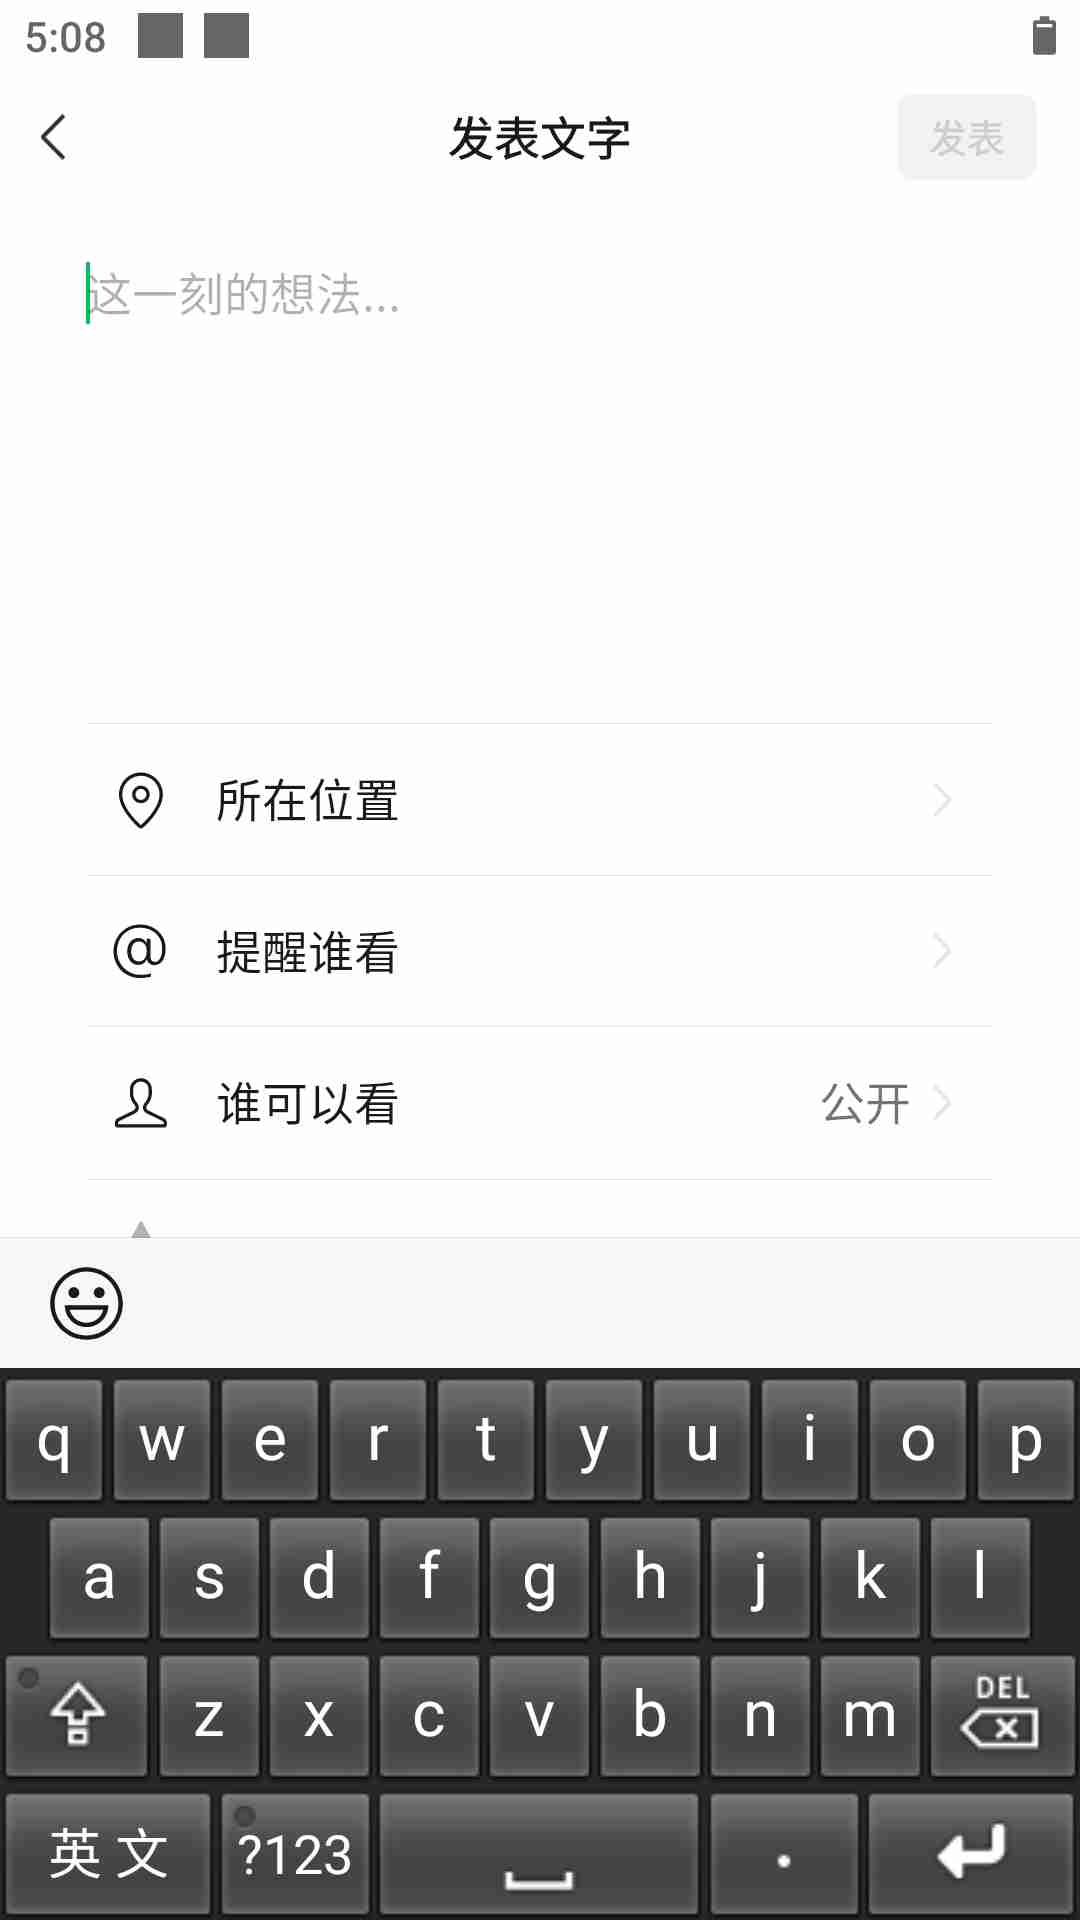 5:08
发表文字
发表
这一刻的想法...
所在位置
@ 提醒谁看
谁可以看 公开
q w e r t y u i o p
a s d f g h j k l
z x c v b n m DEL
英文 ?123 .